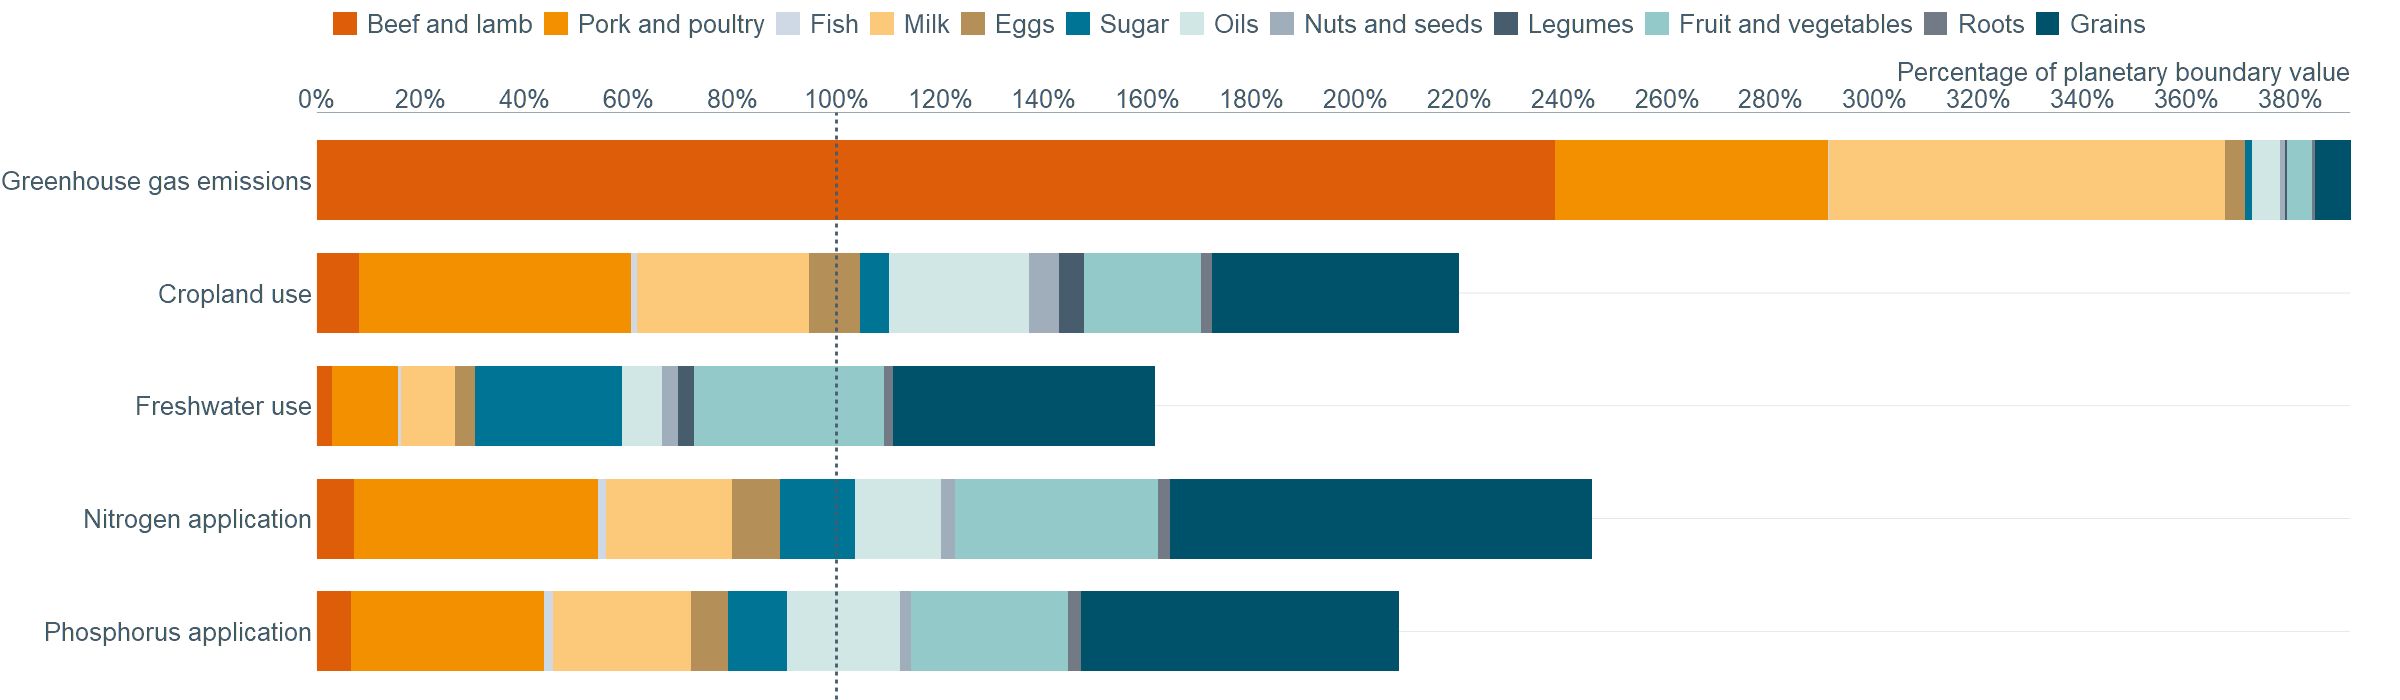 Beef and lamb Pork and poultry Fish Milk Eggs Sugar Oils Nuts and seeds Legumes Fruit and vegetables Roots Grains
Percentage of planetary boundary value
0% 20% 40% 60% 80% 100% 120% 140% 160% 180% 200% 220% 240% 260% 280% 300% 320% 340% 360% 380%
Greenhouse gas emissions
Cropland use
Freshwater use
Nitrogen application
Phosphorus application